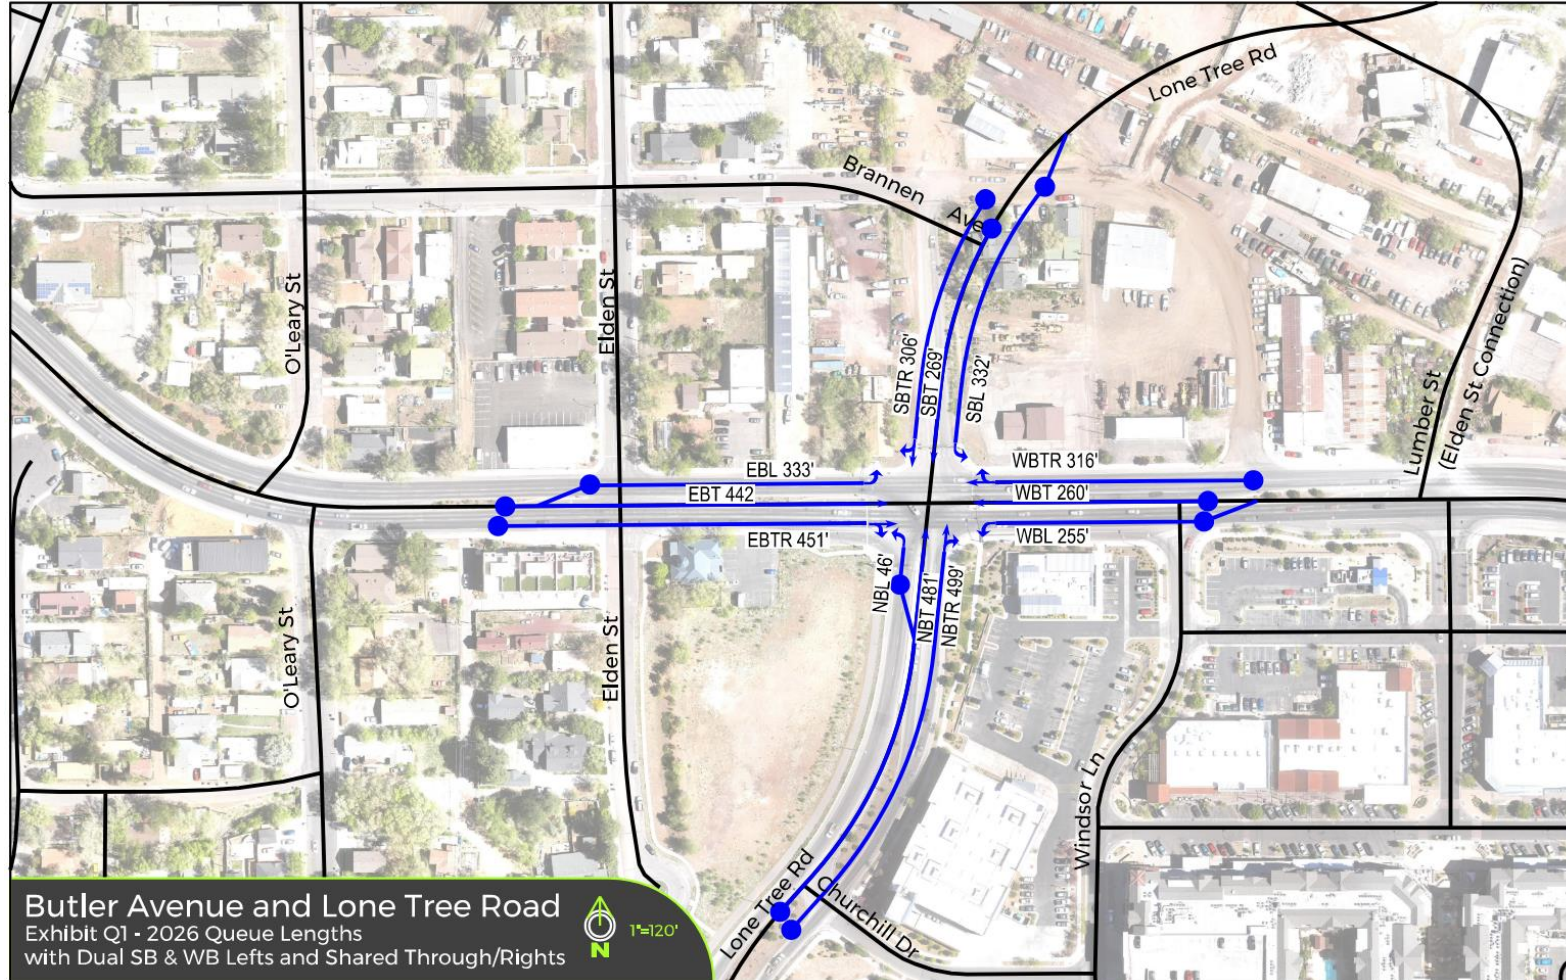 Lone Tree Rd
Brannen
Ave
O'Leary St
Elden St
SBTR 306'
SBT 269'
SBL 332'
Lumber St
(Elden St Connection)
EBL 333'
WBTR 316'
EBT 442
WBT 260'
EBTR 451'
WBL 255'
NBL 46'
NBT 481'
NBTR 499'
O'Leary St
Elden St
Windsor Ln
Lone Tree Rd
Churchill Dr
Butler Avenue and Lone Tree Road
Exhibit Q1 - 2026 Queue Lengths
with Dual SB & WB Lefts and Shared Through/Rights
N
1"=120'